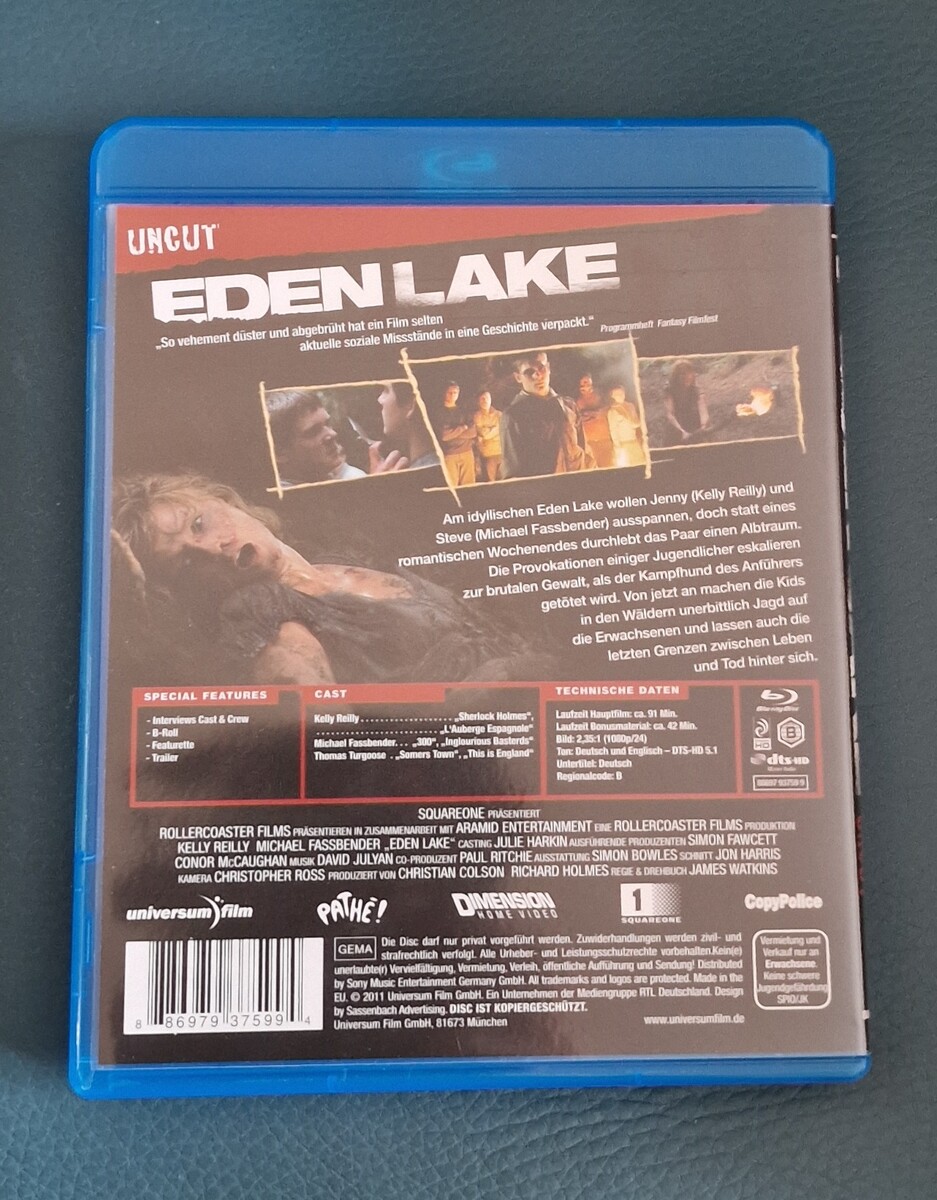 UNCUT
EDEN LAKE
„So vehement düster und abgebrüht hat ein Film selten
aktuelle soziale Missstände in eine Geschichte verpackt.“ Programmheft Fantasy Filmfest
Am idyllischen Eden Lake wollen Jenny (Kelly Reilly) und
Steve (Michael Fassbender) ausspannen, doch statt eines
romantischen Wochenendes durchlebt das Paar einen Albtraum.
Die Provokationen einiger Jugendlicher eskalieren
zur brutalen Gewalt, als der Kampfhund des Anführers
getötet wird. Von jetzt an machen die Kids
in den Wäldern unerbittlich Jagd auf
die Erwachsenen und lassen auch die
letzten Grenzen zwischen Leben
und Tod hinter sich.
SPECIAL FEATURES
- Interviews Cast & Crew
- B-Roll
- Featurette
- Trailer
CAST
Kelly Reilly . . . . . . . . . . . . . . . . „Sherlock Holmes“,
. . . . . . . . . . . . . . . . . . . . . „L'Auberge Espagnole“
Michael Fassbender. . . „300“, „Inglourious Basterds“
Thomas Turgoose . „Somers Town“, „This is England“
TECHNISCHE DATEN
Laufzeit Hauptfilm: ca. 91 Min.
Laufzeit Bonusmaterial: ca. 42 Min.
Bild: 2,35:1 (1080p/24)
Ton: Deutsch und Englisch – DTS-HD 5.1
Untertitel: Deutsch
Regionalcode: B
Blu-ray Disc
HD
B
dts-HD
Master Audio
88697 93759 9
SQUAREONE PRÄSENTIERT
ROLLERCOASTER FILMS PRÄSENTIEREN IN ZUSAMMENARBEIT MIT ARAMID ENTERTAINMENT EINE ROLLERCOASTER FILMS PRODUKTION
KELLY REILLY MICHAEL FASSBENDER „EDEN LAKE“ CASTING JULIE HARKIN AUSFÜHRENDE PRODUZENTEN SIMON FAWCETT
CONOR McCAUGHAN MUSIK DAVID JULYAN CO-PRODUZENT PAUL RITCHIE AUSSTATTUNG SIMON BOWLES SCHNITT JON HARRIS
KAMERA CHRISTOPHER ROSS PRODUZIERT VON CHRISTIAN COLSON RICHARD HOLMES REGIE & DREHBUCH JAMES WATKINS
universum film
PATHE!
DIMENSION
HOME VIDEO
1
SQUAREONE
CopyPolice
8 86979 37599 4
GEMA
Die Disc darf nur privat vorgeführt werden. Zuwiderhandlungen werden zivil- und
strafrechtlich verfolgt. Alle Urheber- und Leistungsschutzrechte vorbehalten.Kein(e)
unerlaubte(r) Vervielfältigung, Vermietung, Verleih, öffentliche Aufführung und Sendung! Distributed
by Sony Music Entertainment Germany GmbH. All trademarks and logos are protected. Made in the
EU. © 2011 Universum Film GmbH. Ein Unternehmen der Mediengruppe RTL Deutschland. Design
by Sassenbach Advertising. DISC IST KOPIERGESCHÜTZT.
Universum Film GmbH, 81673 München
www.universumfilm.de
Vermietung und
Verkauf nur an
Erwachsene.
Keine schwere
Jugendgefährdung
SPIO/JK